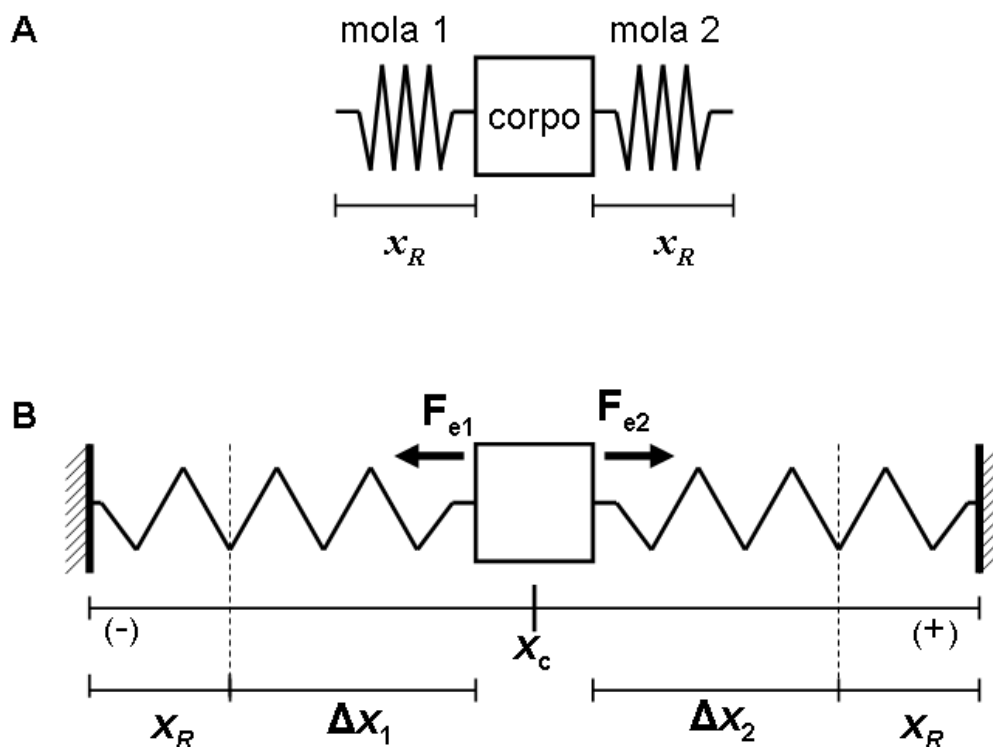 A
mola 1 mola 2
corpo
x_R x_R
B
F_e1 F_e2
(-) (+)
x_c
x_R Δx_1 Δx_2 x_R